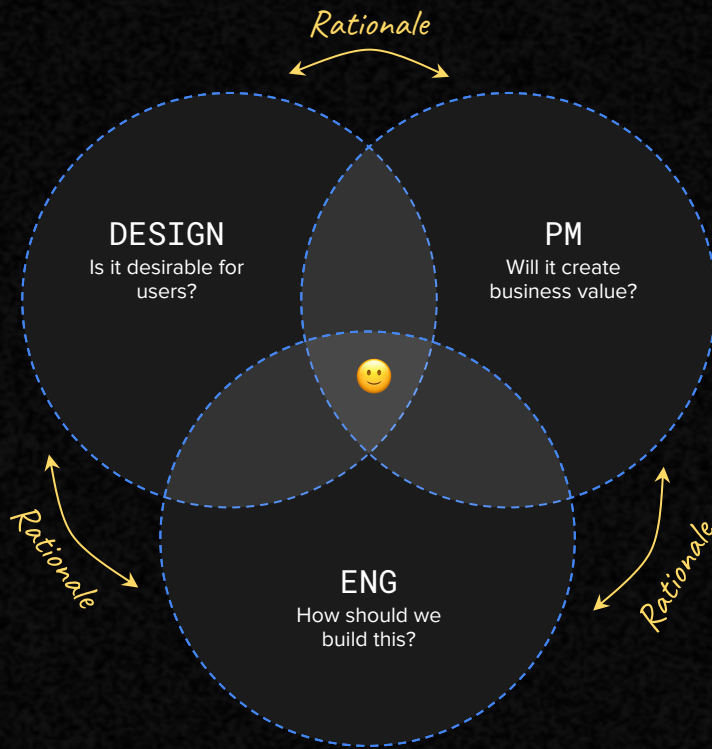 Rationale
DESIGN
Is it desirable for
users?
PM
Will it create
business value?
Rationale
Rationale
ENG
How should we
build this?